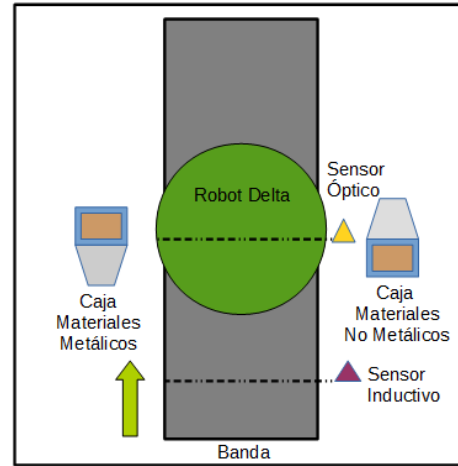 Robot Delta
Sensor
Óptico
Caja
Materiales
Metálicos
Caja
Materiales
No Metálicos
Sensor
Inductivo
Banda